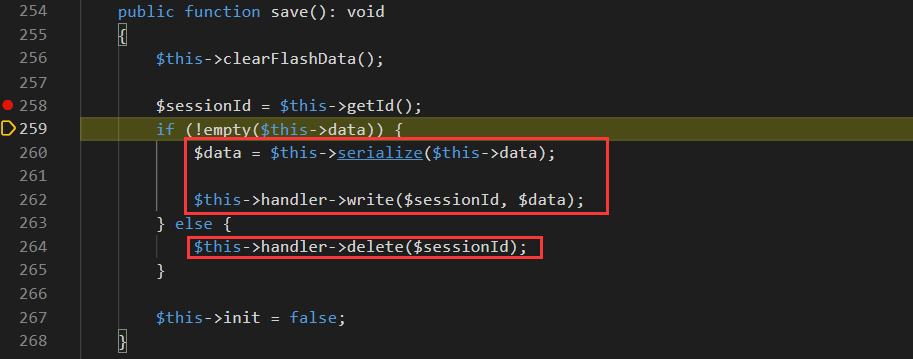 254 public function save(): void
255 {
256 $this->clearFlashData();
257
258 $sessionId = $this->getId();
259 if (!empty($this->data)) {
260 $data = $this->serialize($this->data);
261
262 $this->handler->write($sessionId, $data);
263 } else {
264 $this->handler->delete($sessionId);
265 }
266
267 $this->init = false;
268 }